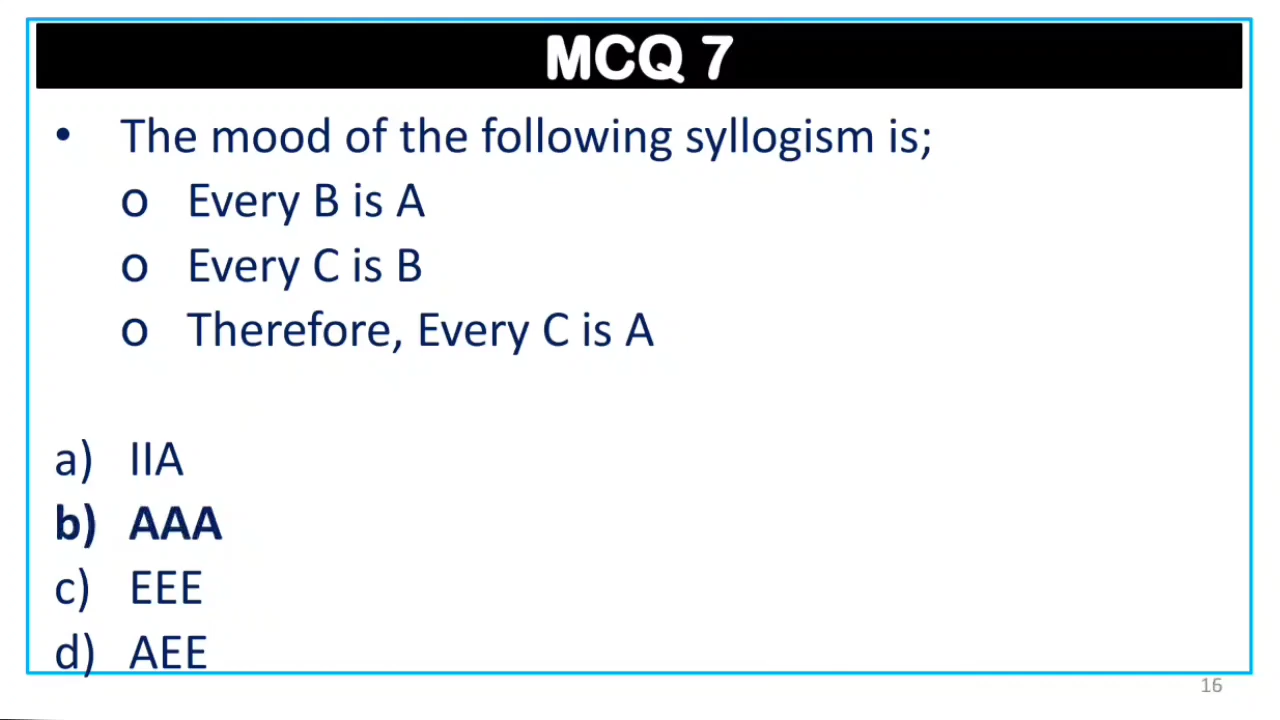 MCQ 7
• The mood of the following syllogism is;
o Every B is A
o Every C is B
o Therefore, Every C is A
a) IIA
b) AAA
c) EEE
d) AEE
16